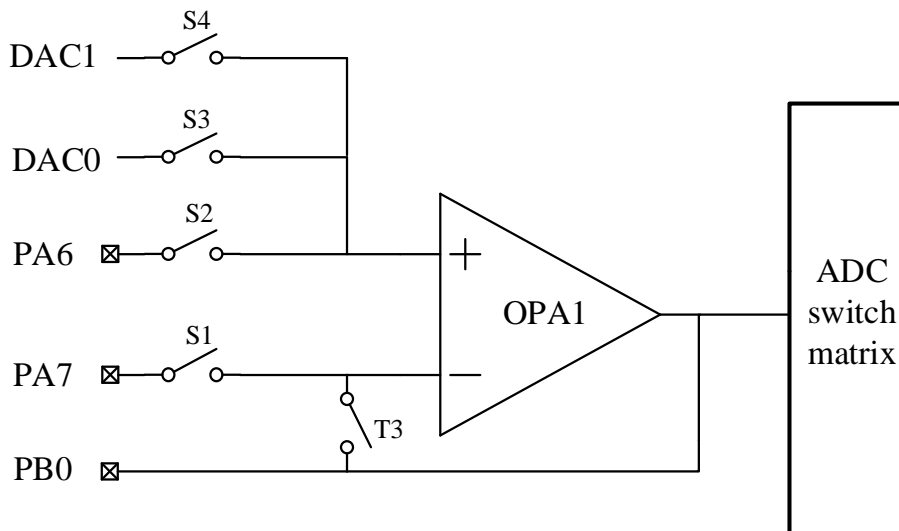 S4
DAC1
S3
DAC0
S2
PA6
+
OPA1
ADC
switch
matrix
S1
PA7
−
T3
PB0